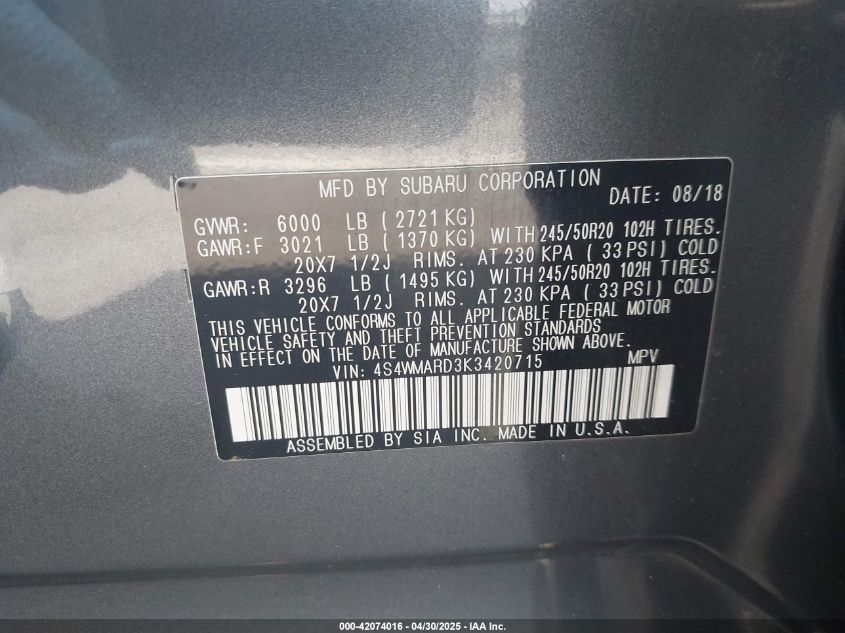 MFD BY SUBARU CORPORATION
DATE: 08/18
GVWR: 6000 LB ( 2721 KG)
GAWR:F 3021 LB ( 1370 KG) WITH 245/50R20 102H TIRES.
20X7 1/2J RIMS. AT 230 KPA ( 33 PSI) COLD
GAWR:R 3296 LB ( 1495 KG) WITH 245/50R20 102H TIRES.
20X7 1/2J RIMS. AT 230 KPA ( 33 PSI) COLD
THIS VEHICLE CONFORMS TO ALL APPLICABLE FEDERAL MOTOR
VEHICLE SAFETY AND THEFT PREVENTION STANDARDS
IN EFFECT ON THE DATE OF MANUFACTURE SHOWN ABOVE.
VIN: 4S4WMARD3K3420715 MPV
ASSEMBLED BY SIA INC. MADE IN U.S.A.
000-42074016 - 04/30/2025 - IAA Inc.